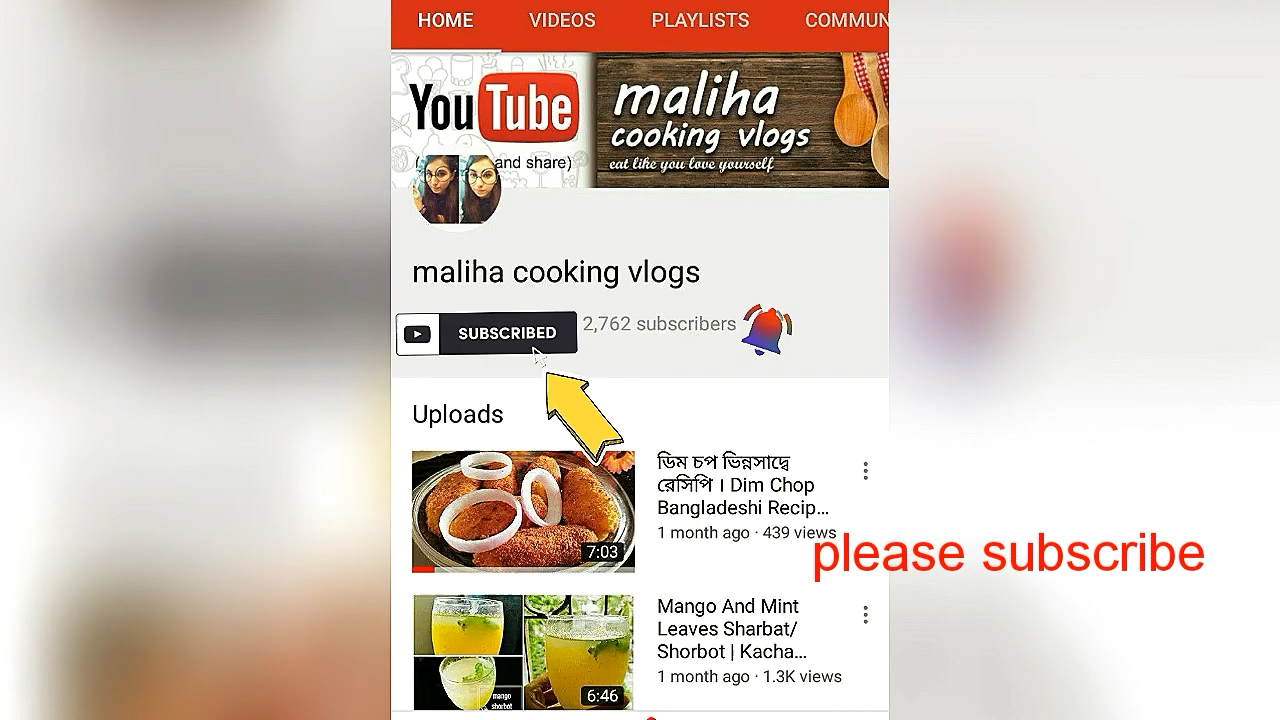 HOME VIDEOS PLAYLISTS COMMUN
YouTube
and share)
maliha
cooking vlogs
eat like you love yourself
maliha cooking vlogs
SUBSCRIBED 2,762 subscribers
Uploads
7:03
ডিম চপ ভিন্নসাদ্বে
রেসিপি । Dim Chop
Bangladeshi Recip...
1 month ago · 439 views
please subscribe
mango
shorbot
6:46
Mango And Mint
Leaves Sharbat/
Shorbot | Kacha...
1 month ago · 1.3K views